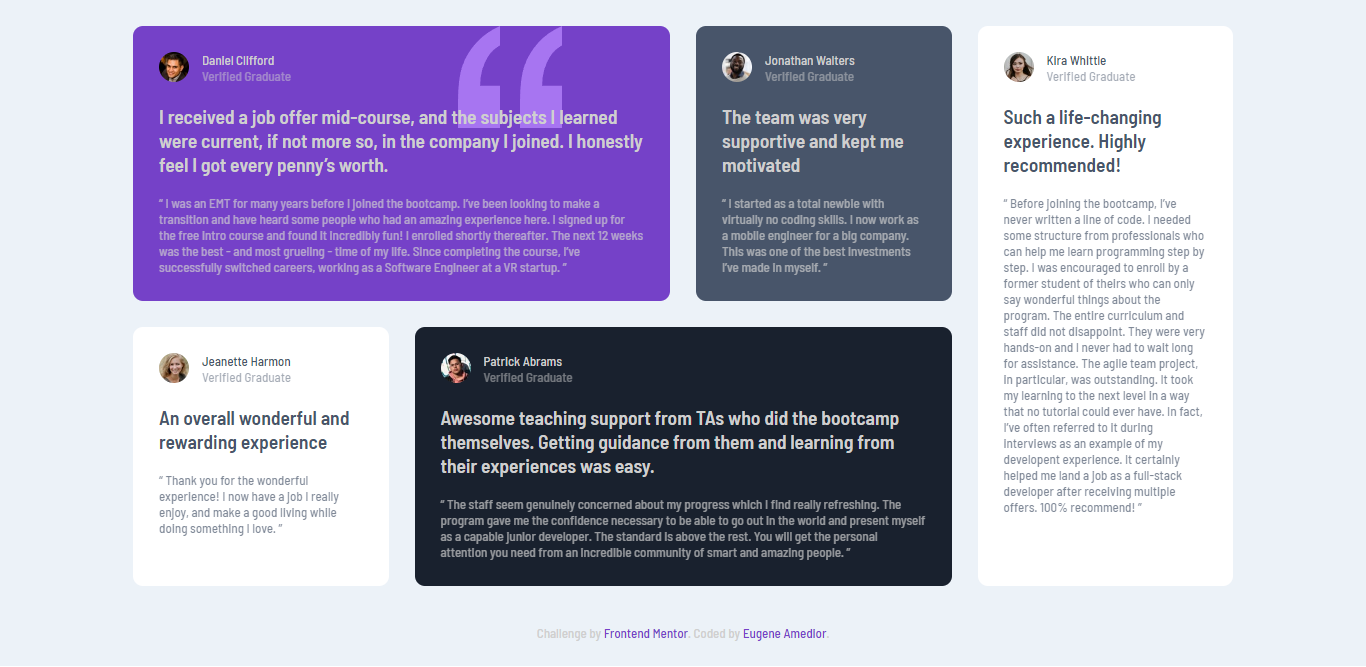 Daniel Clifford
Verified Graduate
I received a job offer mid-course, and the subjects I learned
were current, if not more so, in the company I joined. I honestly
feel I got every penny’s worth.
“ I was an EMT for many years before I joined the bootcamp. I’ve been looking to make a
transition and have heard some people who had an amazing experience here. I signed up for
the free intro course and found it incredibly fun! I enrolled shortly thereafter. The next 12 weeks
was the best - and most grueling - time of my life. Since completing the course, I’ve
successfully switched careers, working as a Software Engineer at a VR startup. ”
Jonathan Walters
Verified Graduate
The team was very
supportive and kept me
motivated
“ I started as a total newbie with
virtually no coding skills. I now work as
a mobile engineer for a big company.
This was one of the best investments
I’ve made in myself. ”
Kira Whittle
Verified Graduate
Such a life-changing
experience. Highly
recommended!
“ Before joining the bootcamp, I’ve
never written a line of code. I needed
some structure from professionals who
can help me learn programming step by
step. I was encouraged to enroll by a
former student of theirs who can only
say wonderful things about the
program. The entire curriculum and
staff did not disappoint. They were very
hands-on and I never had to wait long
for assistance. The agile team project,
in particular, was outstanding. It took
my learning to the next level in a way
that no tutorial could ever have. In fact,
I’ve often referred to it during
interviews as an example of my
developent experience. It certainly
helped me land a job as a full-stack
developer after receiving multiple
offers. 100% recommend! ”
Jeanette Harmon
Verified Graduate
An overall wonderful and
rewarding experience
“ Thank you for the wonderful
experience! I now have a job I really
enjoy, and make a good living while
doing something I love. ”
Patrick Abrams
Verified Graduate
Awesome teaching support from TAs who did the bootcamp
themselves. Getting guidance from them and learning from
their experiences was easy.
“ The staff seem genuinely concerned about my progress which I find really refreshing. The
program gave me the confidence necessary to be able to go out in the world and present myself
as a capable junior developer. The standard is above the rest. You will get the personal
attention you need from an incredible community of smart and amazing people. ”
Challenge by Frontend Mentor. Coded by Eugene Amedior.